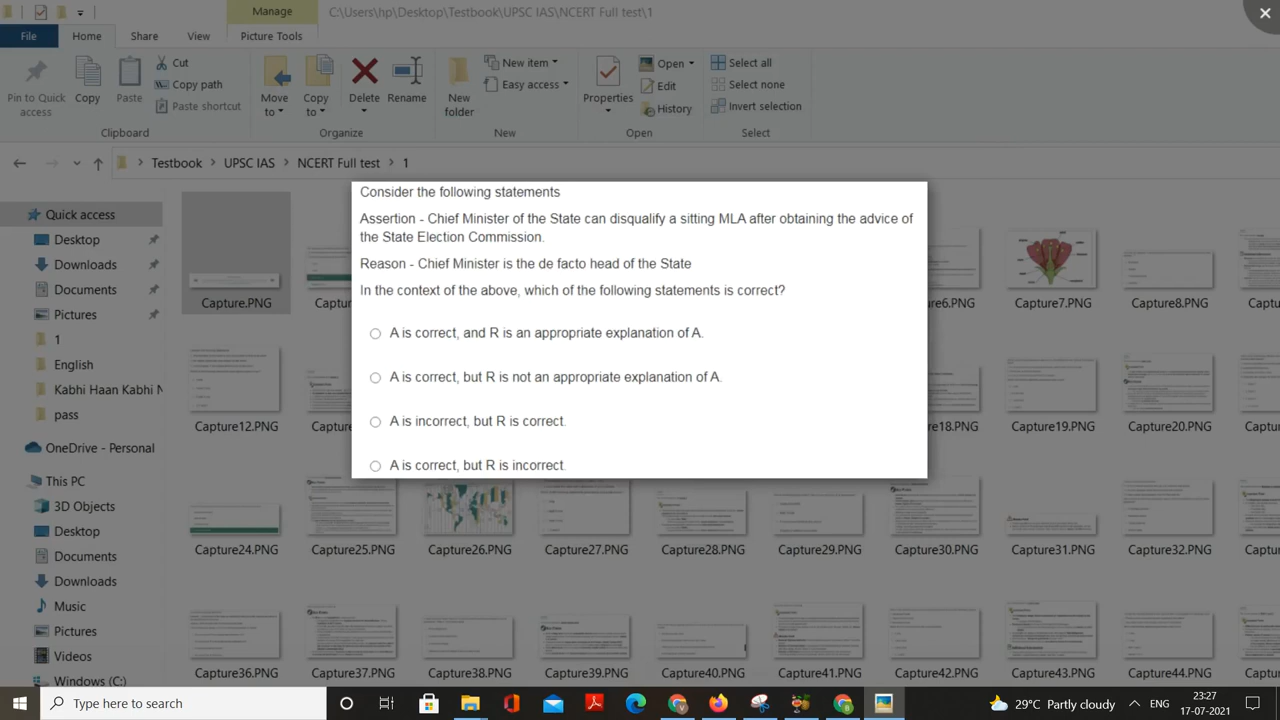 Manage
C:\Users\hp\Desktop\Testbook\UPSC IAS\NCERT Full test\1
File
Home
Share
View
Picture Tools
Pin to Quick access
Copy
Paste
Cut
Copy path
Paste shortcut
Move to
Copy to
Delete
Rename
New folder
New item
Easy access
Properties
Open
Edit
History
Select all
Select none
Invert selection
Clipboard
Organize
New
Open
Select
Testbook
UPSC IAS
NCERT Full test
1
Quick access
Desktop
Downloads
Documents
Pictures
1
English
Kabhi Haan Kabhi N
pass
OneDrive - Personal
This PC
3D Objects
Desktop
Documents
Downloads
Music
Pictures
Videos
Windows (C:)
Consider the following statements
Assertion - Chief Minister of the State can disqualify a sitting MLA after obtaining the advice of
the State Election Commission.
Reason - Chief Minister is the de facto head of the State
In the context of the above, which of the following statements is correct?
A is correct, and R is an appropriate explanation of A.
A is correct, but R is not an appropriate explanation of A.
A is incorrect, but R is correct.
A is correct, but R is incorrect.
Capture.PNG
Captu
e6.PNG
Capture7.PNG
Capture8.PNG
Captur
Capture12.PNG
Captu
e18.PNG
Capture19.PNG
Capture20.PNG
Captur
Capture24.PNG
Capture25.PNG
Capture26.PNG
Capture27.PNG
Capture28.PNG
Capture29.PNG
Capture30.PNG
Capture31.PNG
Capture32.PNG
Captur
Capture36.PNG
Capture37.PNG
Capture38.PNG
Capture39.PNG
Capture40.PNG
Capture41.PNG
Capture42.PNG
Capture43.PNG
Capture44.PNG
Captur
Type here to search
29°C Partly cloudy
ENG
23:27
17-07-2021